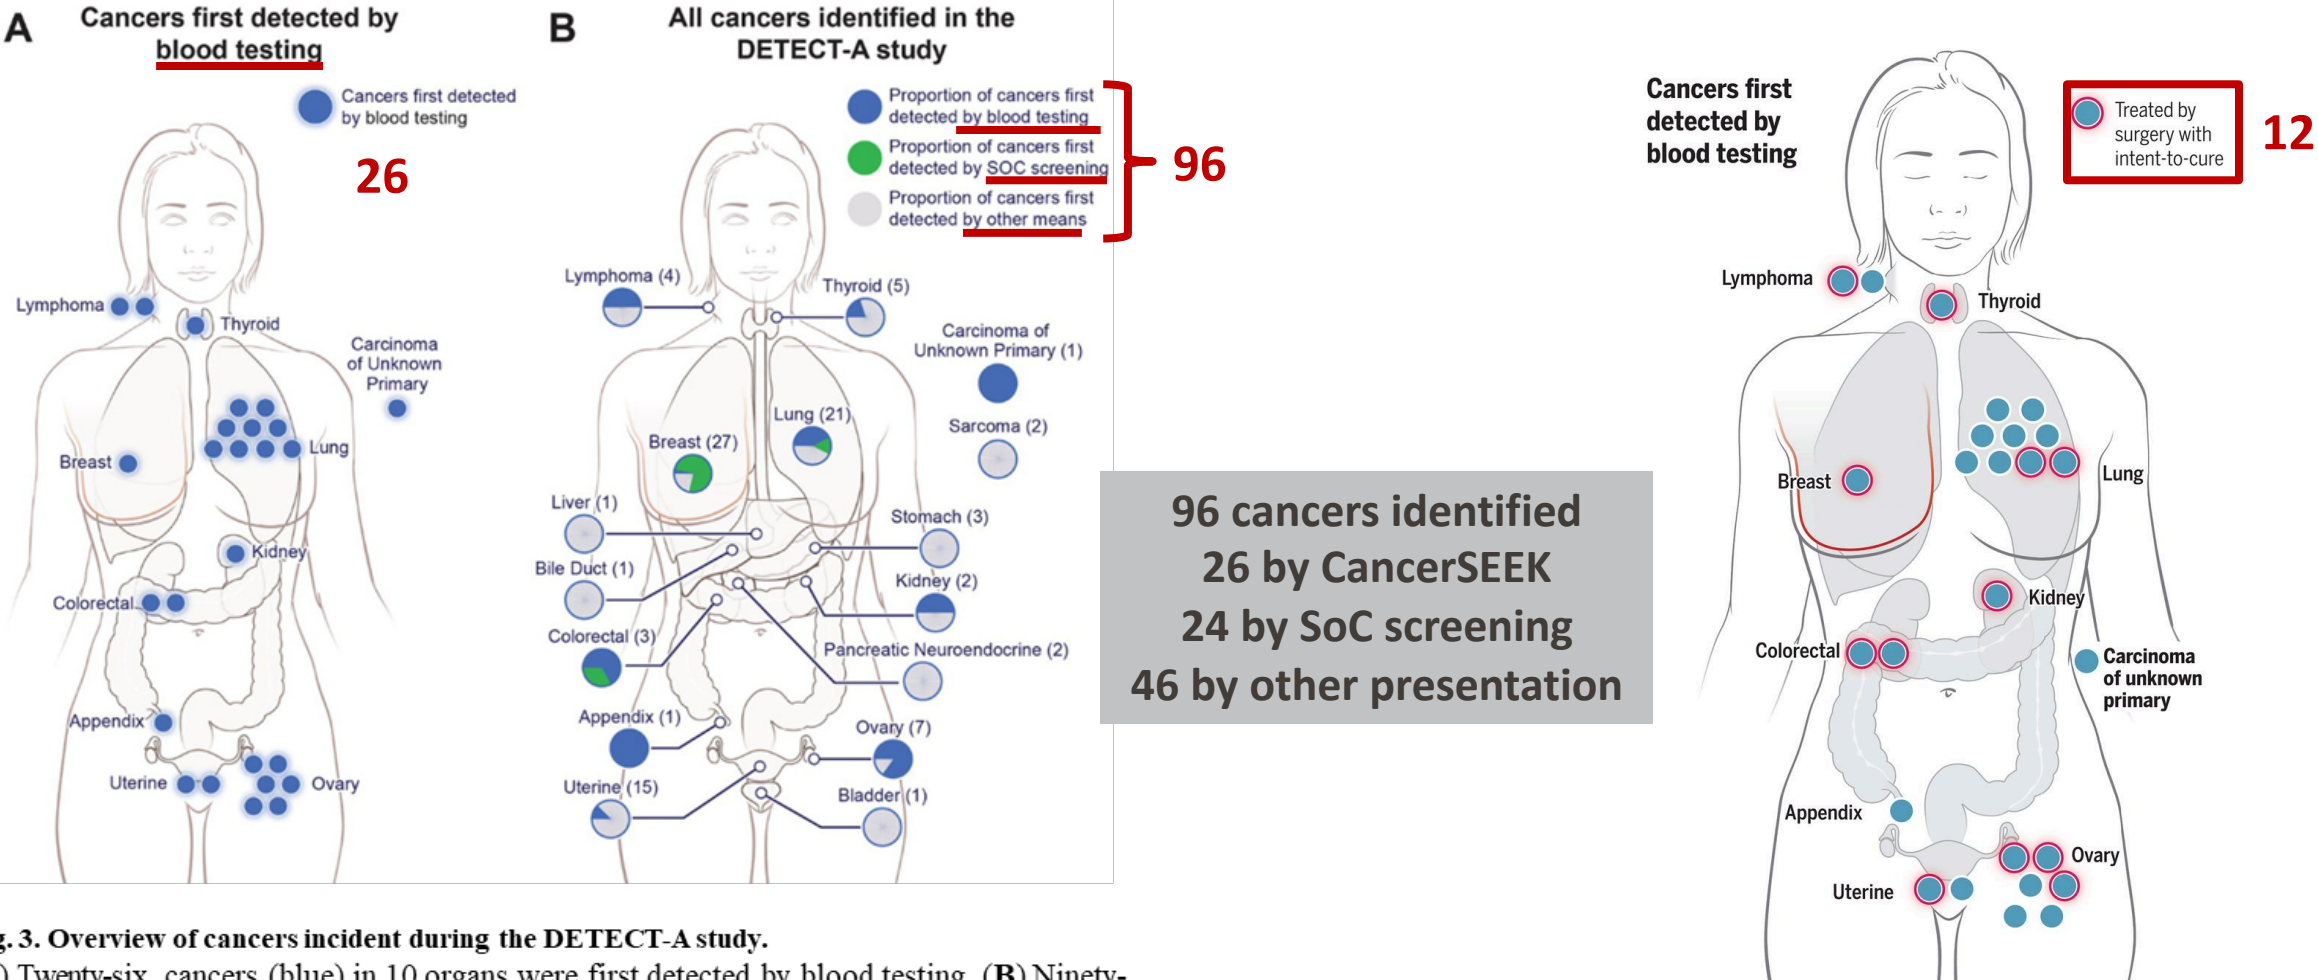 A
Cancers first detected by
blood testing
Cancers first detected
by blood testing
26
Lymphoma
Thyroid
Carcinoma
of Unknown
Primary
Lung
Breast
Kidney
Colorectal
Appendix
Uterine
Ovary
B
All cancers identified in the
DETECT-A study
Proportion of cancers first
detected by blood testing
Proportion of cancers first
detected by SOC screening
Proportion of cancers first
detected by other means
96
Lymphoma (4)
Thyroid (5)
Carcinoma of
Unknown Primary (1)
Lung (21)
Breast (27)
Sarcoma (2)
Liver (1)
Stomach (3)
Bile Duct (1)
Kidney (2)
Colorectal (3)
Pancreatic Neuroendocrine (2)
Appendix (1)
Ovary (7)
Uterine (15)
Bladder (1)
96 cancers identified
26 by CancerSEEK
24 by SoC screening
46 by other presentation
Cancers first
detected by
blood testing
Treated by
surgery with
intent-to-cure
12
Lymphoma
Thyroid
Breast
Lung
Kidney
Colorectal
Carcinoma
of unknown
primary
Appendix
Ovary
Uterine
g. 3. Overview of cancers incident during the DETECT-A study.
) Twenty-six cancers (blue) in 10 organs were first detected by blood testing. (B) Ninety-